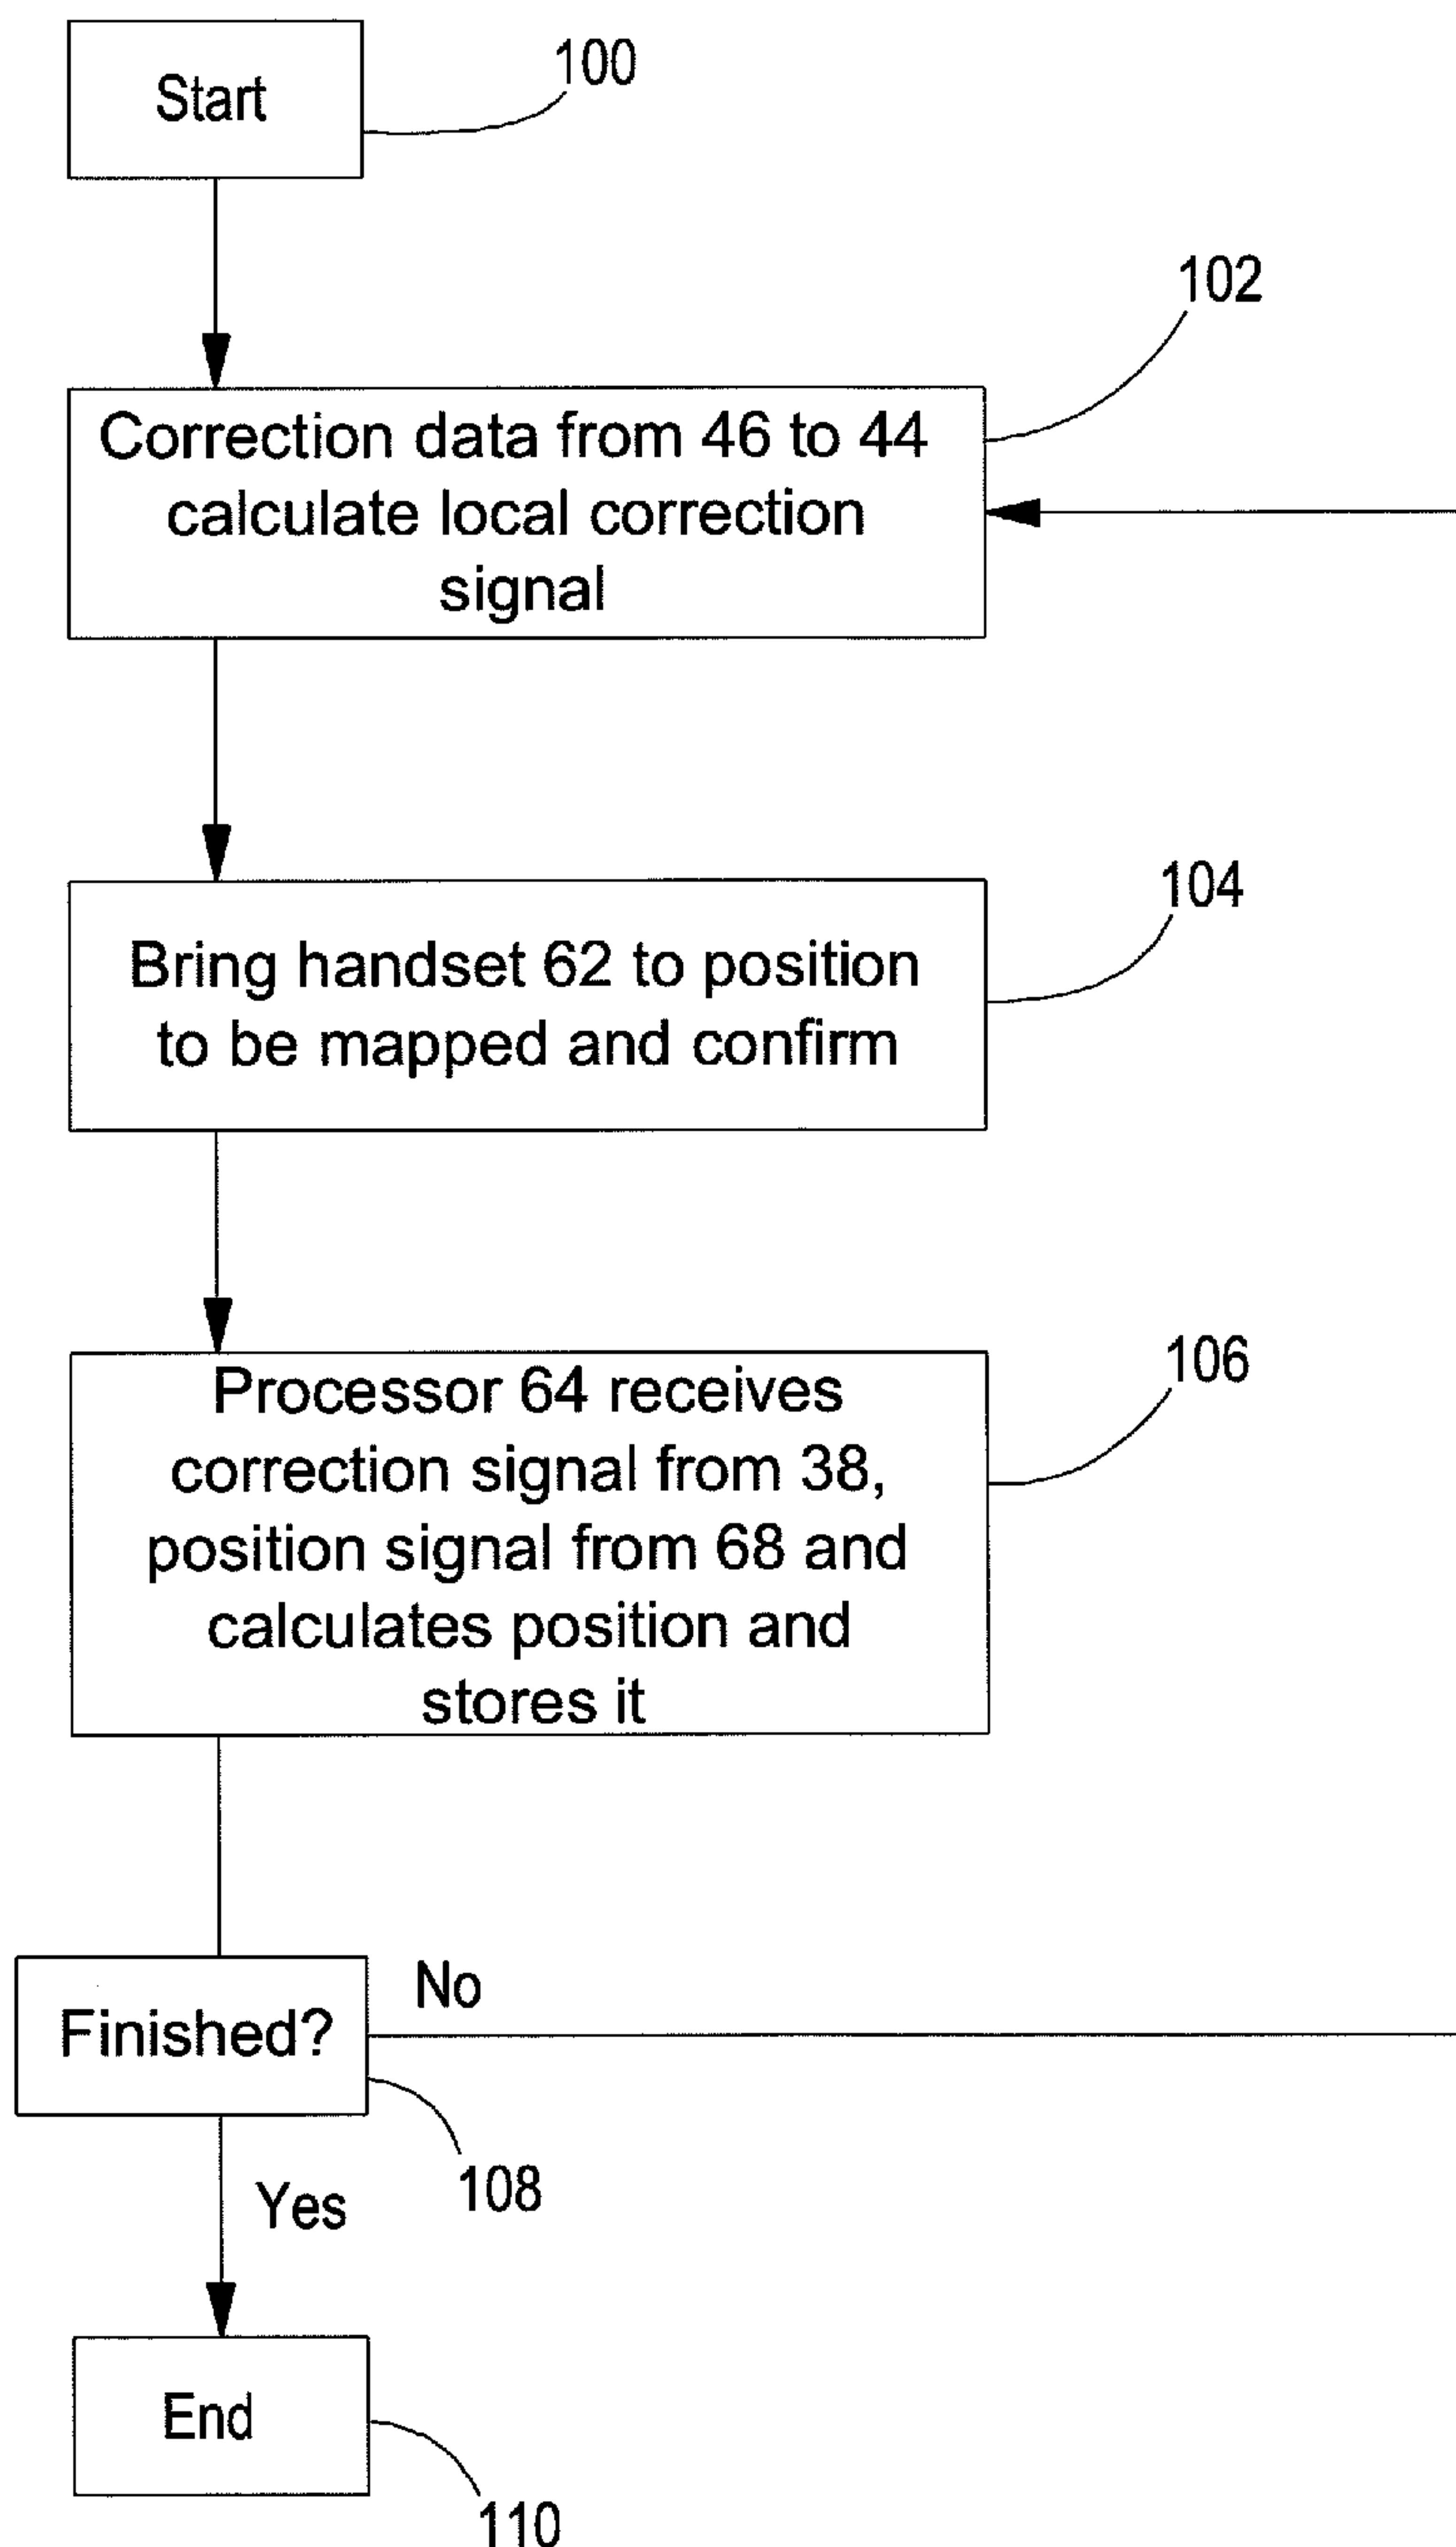 Start
100
102
Correction data from 46 to 44
calculate local correction
signal
104
Bring handset 62 to position
to be mapped and confirm
106
Processor 64 receives
correction signal from 38,
position signal from 68 and
calculates position and
stores it
No
Finished?
108
Yes
End
110